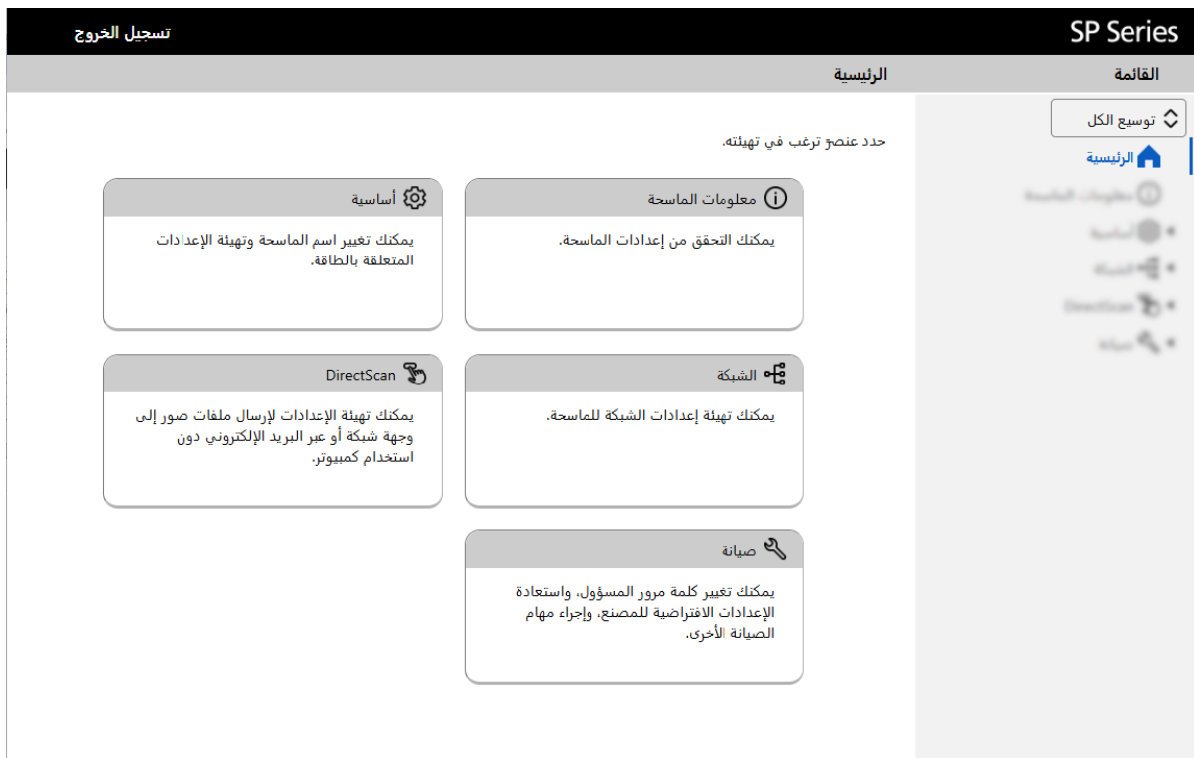 SP Series
تسجيل الخروج
القائمة
الرئيسية
توسيع الكل
الرئيسية
حدد عنصرًا ترغب في تهيئته.
معلومات الماسحة
يمكنك التحقق من إعدادات الماسحة.
أساسية
يمكنك تغيير اسم الماسحة وتهيئة الإعدادات
المتعلقة بالطاقة.
الشبكة
يمكنك تهيئة إعدادات الشبكة للماسحة.
DirectScan
يمكنك تهيئة الإعدادات لإرسال ملفات صور إلى
وجهة شبكة أو عبر البريد الإلكتروني دون
استخدام كمبيوتر.
صيانة
يمكنك تغيير كلمة مرور المسؤول، واستعادة
الإعدادات الافتراضية للمصنع، وإجراء مهام
الصيانة الأخرى.